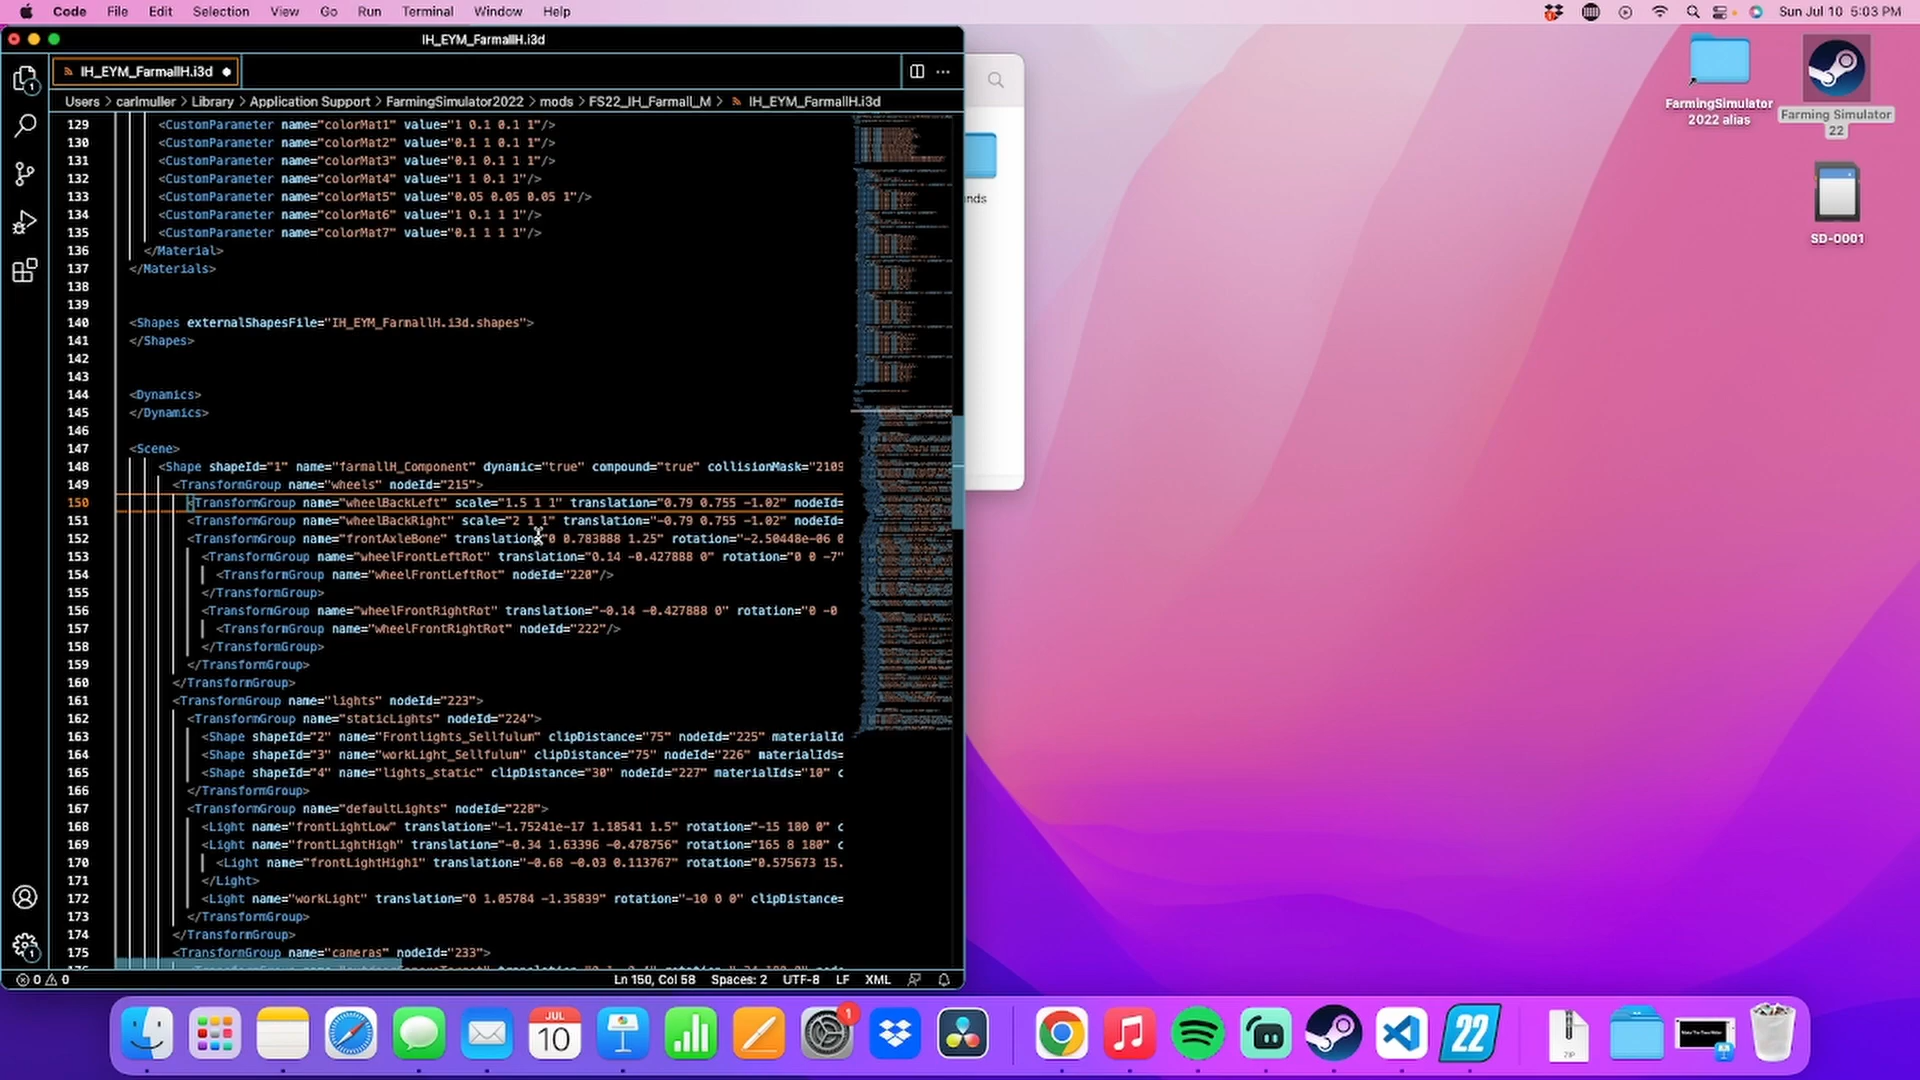 Code File Edit Selection View Go Run Terminal Window Help
Sun Jul 10 5:03 PM
IH_EYM_FarmallH.i3d
IH_EYM_FarmallH.i3d
Users > carlmuller > Library > Application Support > FarmingSimulator2022 > mods > FS22_IH_Farmall_M > IH_EYM_FarmallH.i3d
129 <CustomParameter name="colorMat1" value="1 0.1 0.1 1"/>
130 <CustomParameter name="colorMat2" value="0.1 1 0.1 1"/>
131 <CustomParameter name="colorMat3" value="0.1 0.1 1 1"/>
132 <CustomParameter name="colorMat4" value="1 1 0.1 1"/>
133 <CustomParameter name="colorMat5" value="0.05 0.05 0.05 1"/>
134 <CustomParameter name="colorMat6" value="1 0.1 1 1"/>
135 <CustomParameter name="colorMat7" value="0.1 1 1 1"/>
136 </Material>
137 </Materials>
138
139
140 <Shapes externalShapesFile="IH_EYM_FarmallH.i3d.shapes">
141 </Shapes>
142
143
144 <Dynamics>
145 </Dynamics>
146
147 <Scene>
148 <Shape shapeId="1" name="farmallH_Component" dynamic="true" compound="true" collisionMask="2109
149 <TransformGroup name="wheels" nodeId="215">
150 <TransformGroup name="wheelBackLeft" scale="1.5 1 1" translation="0.79 0.755 -1.02" nodeId=
151 <TransformGroup name="wheelBackRight" scale="2 1 1" translation="-0.79 0.755 -1.02" nodeId=
152 <TransformGroup name="frontAxleBone" translation="0 0.783888 1.25" rotation="-2.50448e-06 0
153 <TransformGroup name="wheelFrontLeftRot" translation="0.14 -0.427888 0" rotation="0 0 -7"
154 <TransformGroup name="wheelFrontLeftRot" nodeId="220"/>
155 </TransformGroup>
156 <TransformGroup name="wheelFrontRightRot" translation="-0.14 -0.427888 0" rotation="0 -0
157 <TransformGroup name="wheelFrontRightRot" nodeId="222"/>
158 </TransformGroup>
159 </TransformGroup>
160 </TransformGroup>
161 <TransformGroup name="lights" nodeId="223">
162 <TransformGroup name="staticLights" nodeId="224">
163 <Shape shapeId="2" name="Frontlights_Sellfulum" clipDistance="75" nodeId="225" materialId
164 <Shape shapeId="3" name="workLight_Sellfulum" clipDistance="75" nodeId="226" materialIds=
165 <Shape shapeId="4" name="lights_static" clipDistance="30" nodeId="227" materialIds="10" c
166 </TransformGroup>
167 <TransformGroup name="defaultLights" nodeId="228">
168 <Light name="frontLightLow" translation="-1.75241e-17 1.18541 1.5" rotation="-15 180 0" c
169 <Light name="frontLightHigh" translation="-0.34 1.63396 -0.478756" rotation="165 8 180" c
170 <Light name="frontLightHigh1" translation="-0.68 -0.03 0.113767" rotation="0.575673 15.
171 </Light>
172 <Light name="workLight" translation="0 1.05784 -1.35839" rotation="-10 0 0" clipDistance=
173 </TransformGroup>
174 </TransformGroup>
175 <TransformGroup name="cameras" nodeId="233">
0 0
Ln 150, Col 58 Spaces: 2 UTF-8 LF XML
nds
FarmingSimulator
2022 alias
Farming Simulator
22
SD-0001
JUL
10
1
22
ZIP